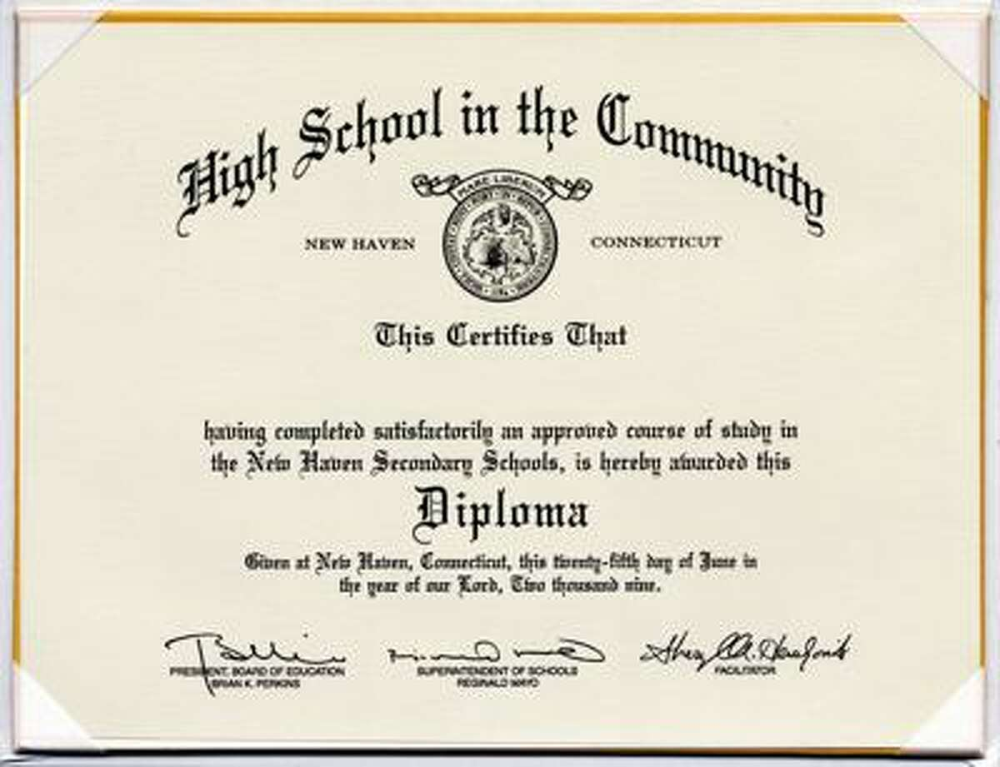 High School in the Community
MARE LIBERUM
NEW HAVEN
CONNECTICUT
This Certifies That
having completed satisfactorily an approved course of study in
the New Haven Secondary Schools, is hereby awarded this
Diploma
Given at New Haven, Connecticut, this twenty-fifth day of June in
the year of our Lord, Two thousand nine.
PRESIDENT, BOARD OF EDUCATION
BRIAN K. PERKINS
SUPERINTENDENT OF SCHOOLS
REGINALD MAYO
FACILITATOR